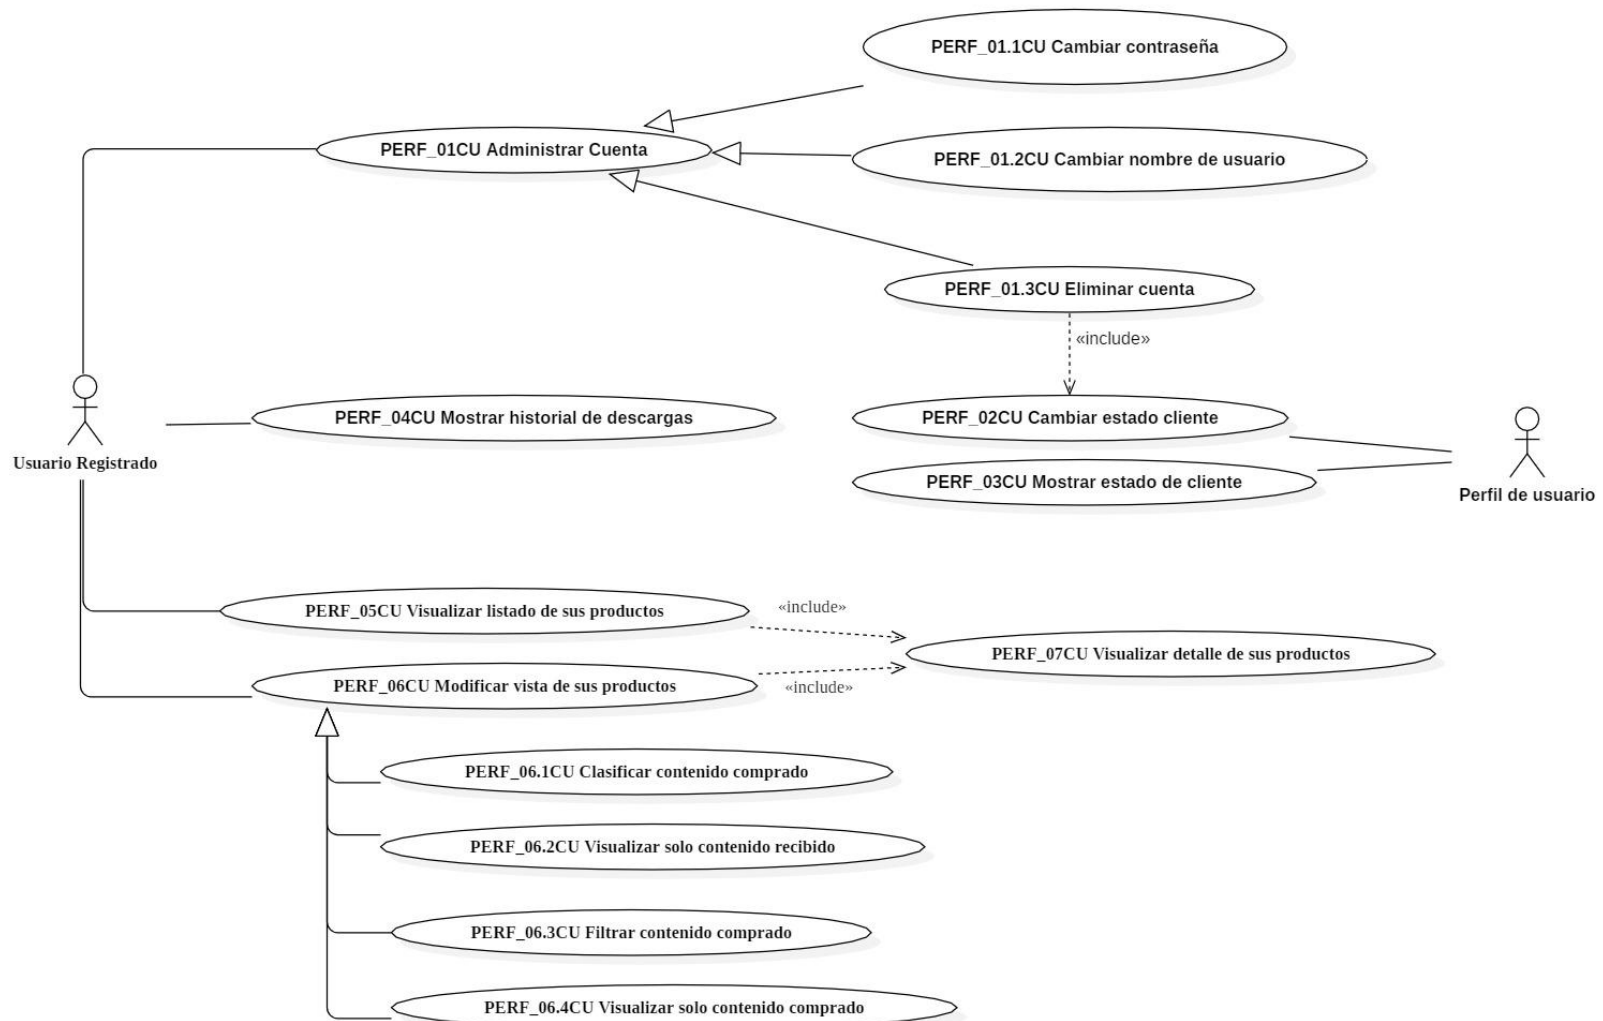 PERF_01.1CU Cambiar contraseña
PERF_01CU Administrar Cuenta
PERF_01.2CU Cambiar nombre de usuario
PERF_01.3CU Eliminar cuenta
«include»
PERF_04CU Mostrar historial de descargas
PERF_02CU Cambiar estado cliente
Usuario Registrado
PERF_03CU Mostrar estado de cliente
Perfil de usuario
PERF_05CU Visualizar listado de sus productos
«include»
PERF_07CU Visualizar detalle de sus productos
PERF_06CU Modificar vista de sus productos
«include»
PERF_06.1CU Clasificar contenido comprado
PERF_06.2CU Visualizar solo contenido recibido
PERF_06.3CU Filtrar contenido comprado
PERF_06.4CU Visualizar solo contenido comprado